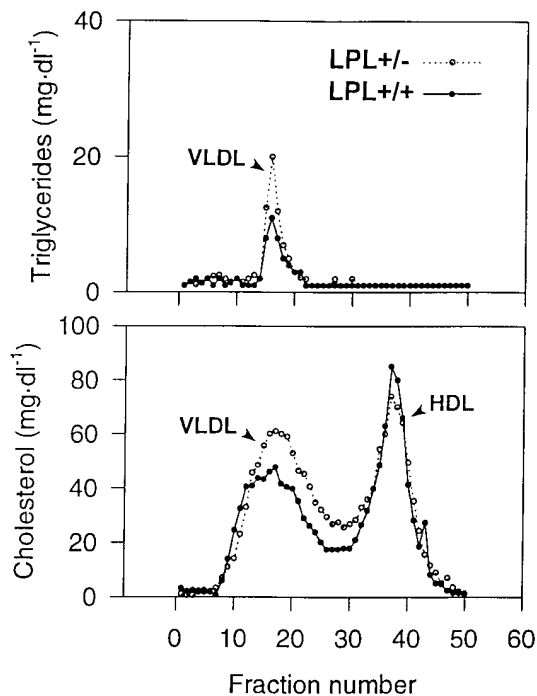 40
LPL+/-
LPL+/+
VLDL
20
0
Triglycerides (mg·dl⁻¹)
100
80
60
40
20
0
VLDL
HDL
Cholesterol (mg·dl⁻¹)
0 10 20 30 40 50 60
Fraction number